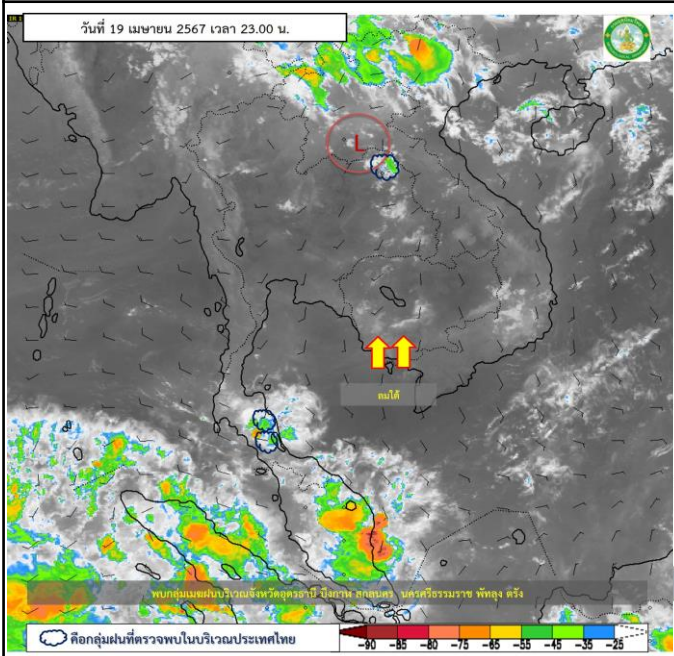 วันที่ 19 เมษายน 2567 เวลา 23.00 น.
L
ลมใต้
พบกลุ่มเมฆฝนบริเวณจังหวัดอุดรธานี บึงกาฬ สกลนคร นครศรีธรรมราช พัทลุง ตรัง
คือกลุ่มฝนที่ตรวจพบในบริเวณประเทศไทย
-90 -85 -80 -75 -65 -55 -45 -35 -25